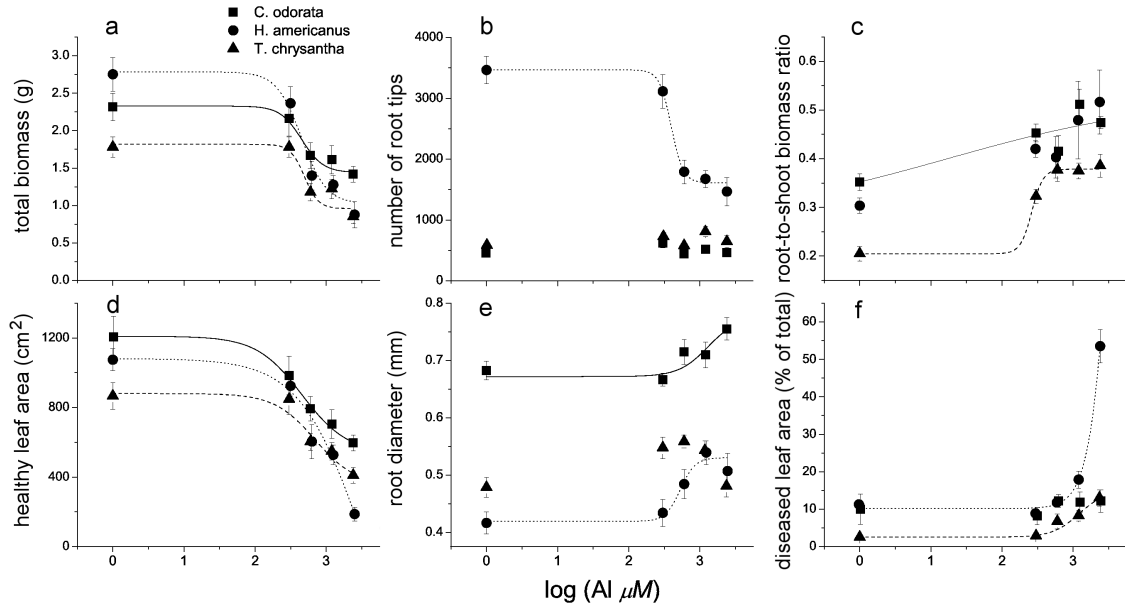 a
C. odorata
H. americanus
T. chrysantha
b
c
total biomass (g)
3.0
2.5
2.0
1.5
1.0
0.5
0.0
number of root tips
4000
3000
2000
1000
0
root-to-shoot biomass ratio
0.6
0.5
0.4
0.3
0.2
d
e
f
healthy leaf area (cm²)
1200
800
400
0
0 1 2 3
root diameter (mm)
0.8
0.7
0.6
0.5
0.4
0 1 2 3
diseased leaf area (% of total)
60
50
40
30
20
10
0
0 1 2 3
log (Al μM)